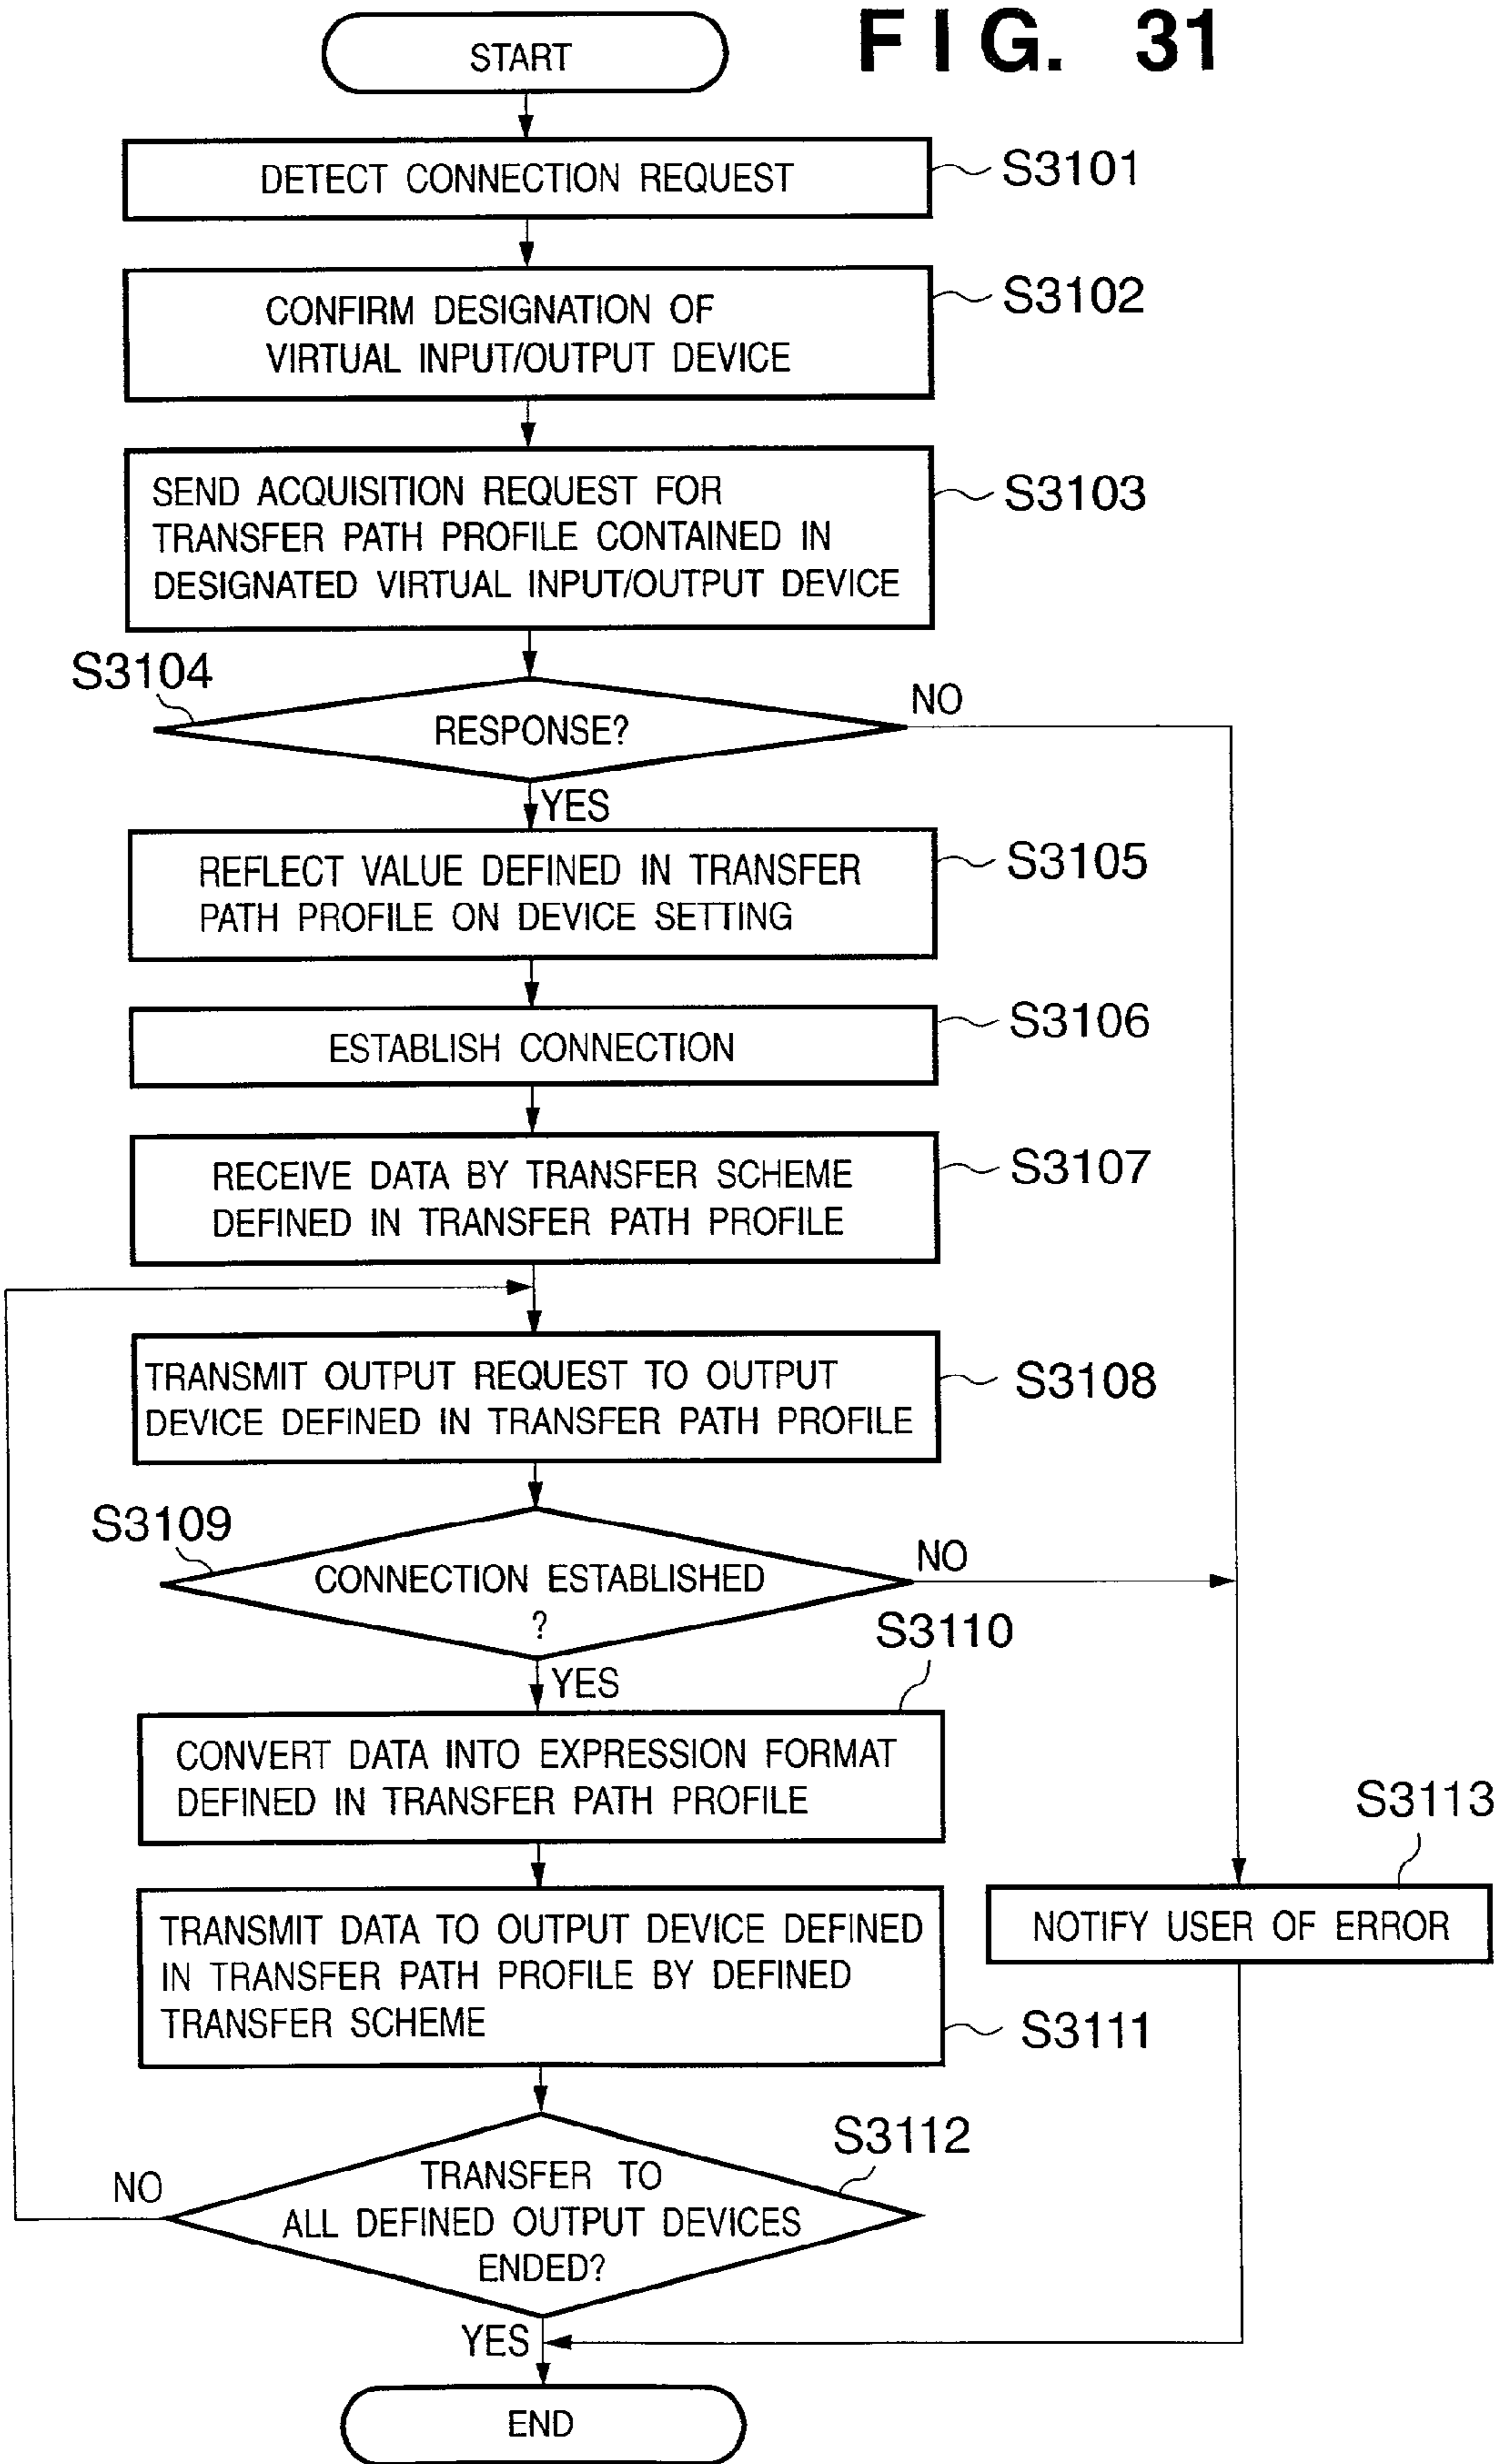 FIG. 31
START
DETECT CONNECTION REQUEST
S3101
CONFIRM DESIGNATION OF
VIRTUAL INPUT/OUTPUT DEVICE
S3102
SEND ACQUISITION REQUEST FOR
TRANSFER PATH PROFILE CONTAINED IN
DESIGNATED VIRTUAL INPUT/OUTPUT DEVICE
S3103
S3104
RESPONSE?
NO
YES
REFLECT VALUE DEFINED IN TRANSFER
PATH PROFILE ON DEVICE SETTING
S3105
ESTABLISH CONNECTION
S3106
RECEIVE DATA BY TRANSFER SCHEME
DEFINED IN TRANSFER PATH PROFILE
S3107
TRANSMIT OUTPUT REQUEST TO OUTPUT
DEVICE DEFINED IN TRANSFER PATH PROFILE
S3108
S3109
CONNECTION ESTABLISHED
?
NO
YES
S3110
CONVERT DATA INTO EXPRESSION FORMAT
DEFINED IN TRANSFER PATH PROFILE
S3113
NOTIFY USER OF ERROR
TRANSMIT DATA TO OUTPUT DEVICE DEFINED
IN TRANSFER PATH PROFILE BY DEFINED
TRANSFER SCHEME
S3111
S3112
TRANSFER TO
ALL DEFINED OUTPUT DEVICES
ENDED?
NO
YES
END